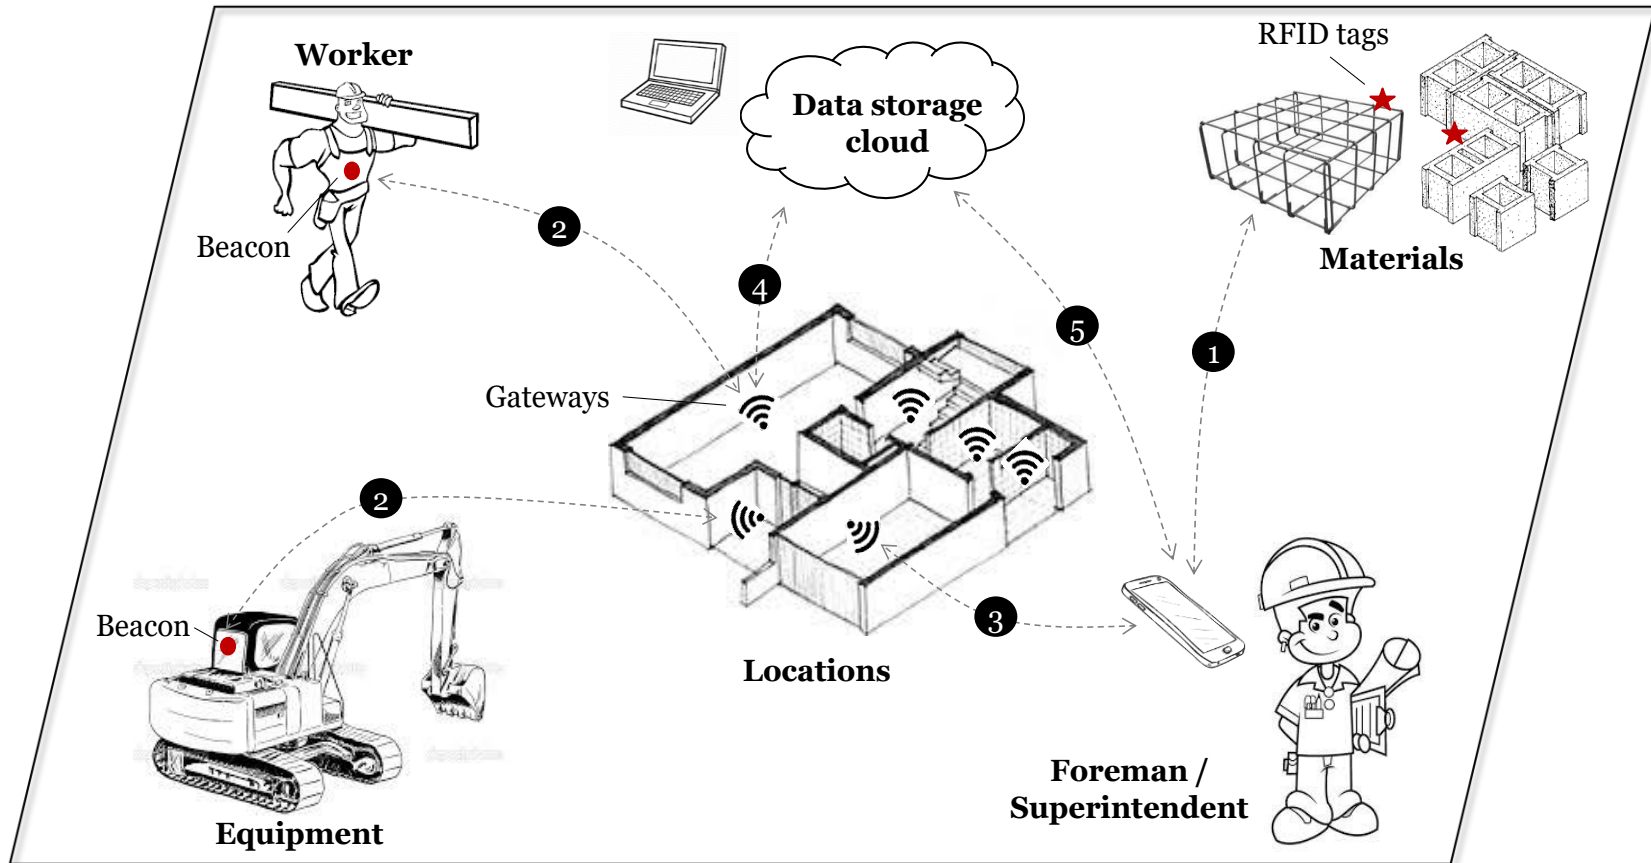 RFID tags
Worker
Data storage
cloud
Beacon
2
Materials
4
5
1
Gateways
2
Beacon
3
Locations
Foreman /
Superintendent
Equipment